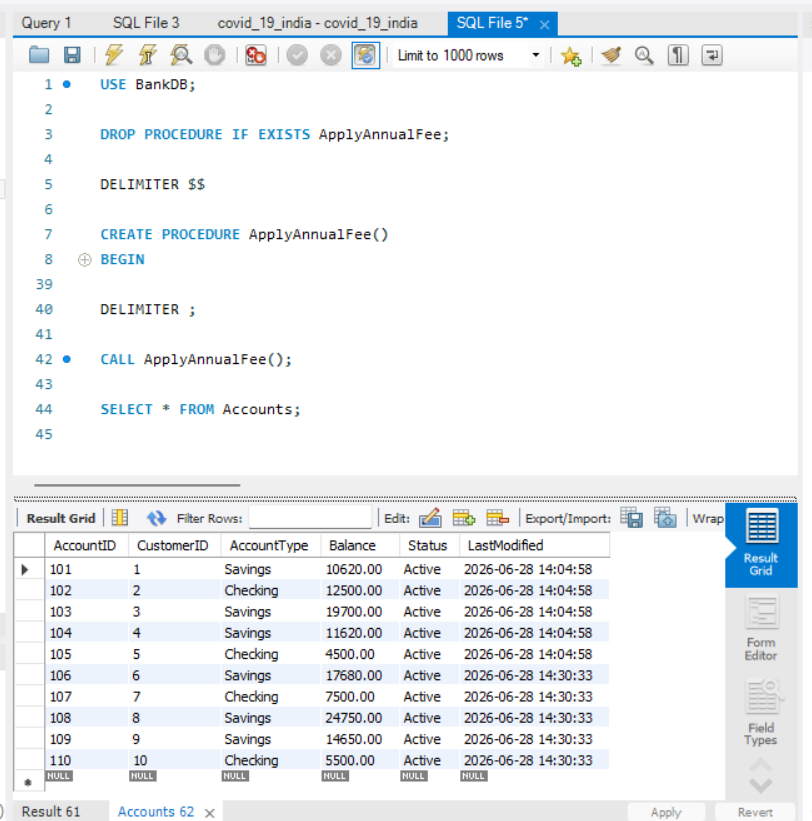 Query 1 SQL File 3 covid_19_india - covid_19_india SQL File 5* ×
Limit to 1000 rows
1 USE BankDB;
2
3 DROP PROCEDURE IF EXISTS ApplyAnnualFee;
4
5 DELIMITER $$
6
7 CREATE PROCEDURE ApplyAnnualFee()
8 BEGIN
39
40 DELIMITER ;
41
42 CALL ApplyAnnualFee();
43
44 SELECT * FROM Accounts;
45
Result Grid Filter Rows: Edit: Export/Import: Wrap
AccountID CustomerID AccountType Balance Status LastModified
101 1 Savings 10620.00 Active 2026-06-28 14:04:58
102 2 Checking 12500.00 Active 2026-06-28 14:04:58
103 3 Savings 19700.00 Active 2026-06-28 14:04:58
104 4 Savings 11620.00 Active 2026-06-28 14:04:58
105 5 Checking 4500.00 Active 2026-06-28 14:04:58
106 6 Savings 17680.00 Active 2026-06-28 14:30:33
107 7 Checking 7500.00 Active 2026-06-28 14:30:33
108 8 Savings 24750.00 Active 2026-06-28 14:30:33
109 9 Savings 14650.00 Active 2026-06-28 14:30:33
110 10 Checking 5500.00 Active 2026-06-28 14:30:33
NULL NULL NULL NULL NULL NULL
Result
Grid
Form
Editor
Field
Types
Result 61 Accounts 62 × Apply Revert